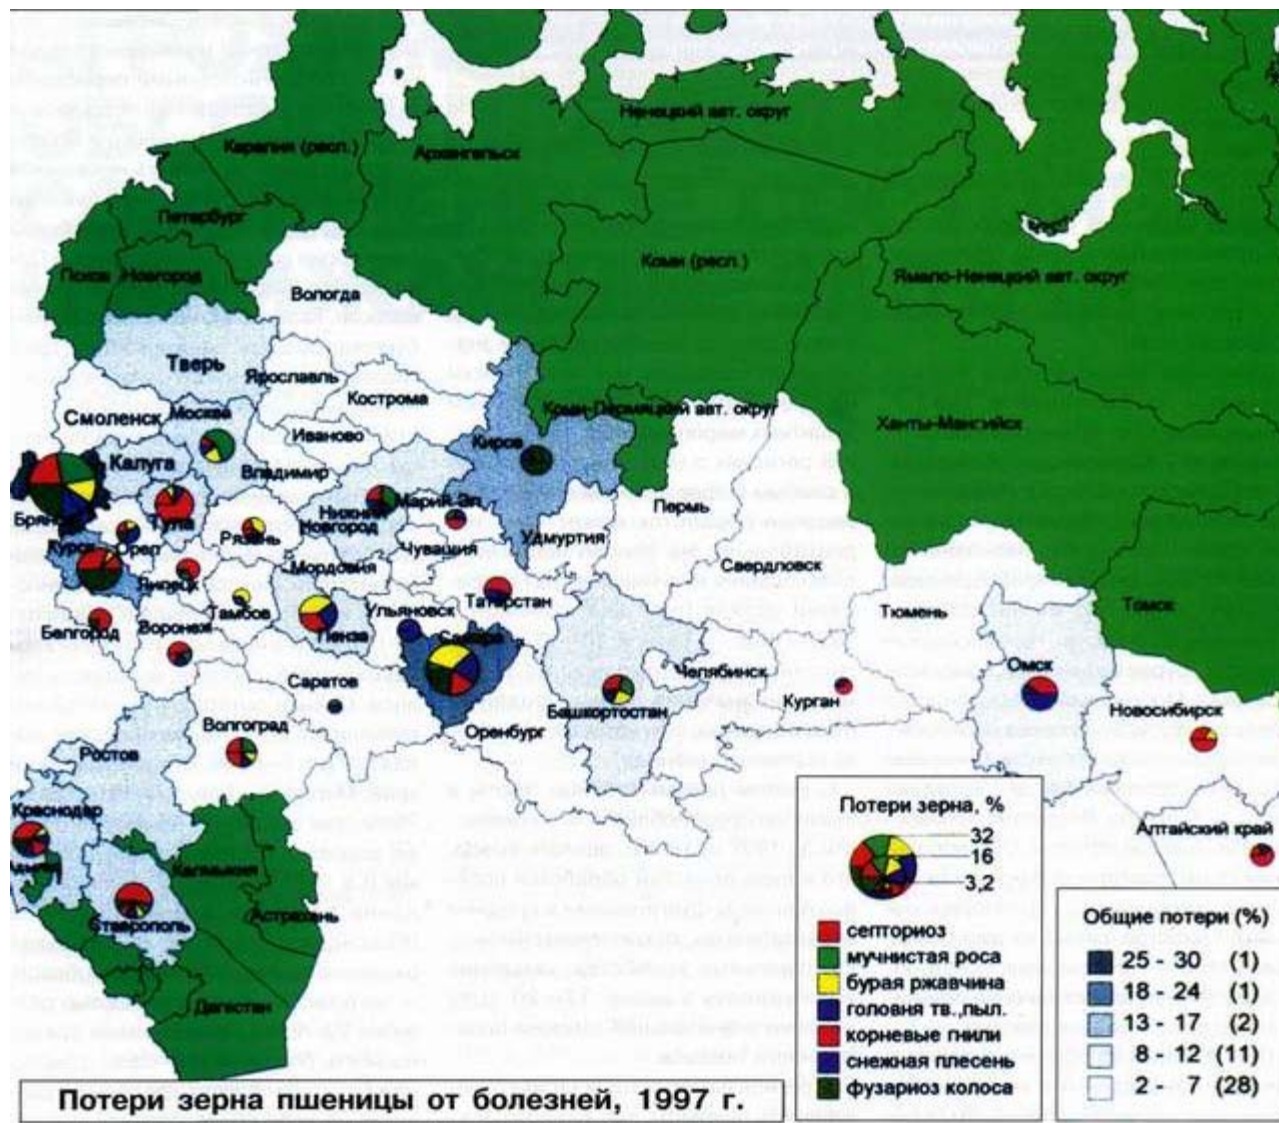 Ненецкий авт. округ
Карелия (респ.)
Архангельск
Петербург
Псков
Новгород
Коми (респ.)
Ямало-Ненецкий авт. округ
Вологда
Тверь
Ярославль
Кострома
Коми-Пермяцкий авт. округ
Ханты-Мансийск
Смоленск
Москва
Иваново
Киров
Калуга
Владимир
Марий Эл
Нижний
Новгород
Пермь
Брянск
Тула
Рязань
Чувашия
Удмуртия
Курск
Орел
Мордовия
Свердловск
Липецк
Тамбов
Ульяновск
Татарстан
Тюмень
Томск
Белгород
Воронеж
Пенза
Самара
Саратов
Челябинск
Омск
Курган
Башкортостан
Новосибирск
Волгоград
Оренбург
Ростов
Краснодар
Алтайский край
Калмыкия
Ставрополь
Астрахань
Дагестан
Потери зерна, %
32
16
3,2
септориоз
мучнистая роса
бурая ржавчина
головня тв.,пыл.
корневые гнили
снежная плесень
фузариоз колоса
Общие потери (%)
25 - 30 (1)
18 - 24 (1)
13 - 17 (2)
8 - 12 (11)
2 - 7 (28)
Потери зерна пшеницы от болезней, 1997 г.